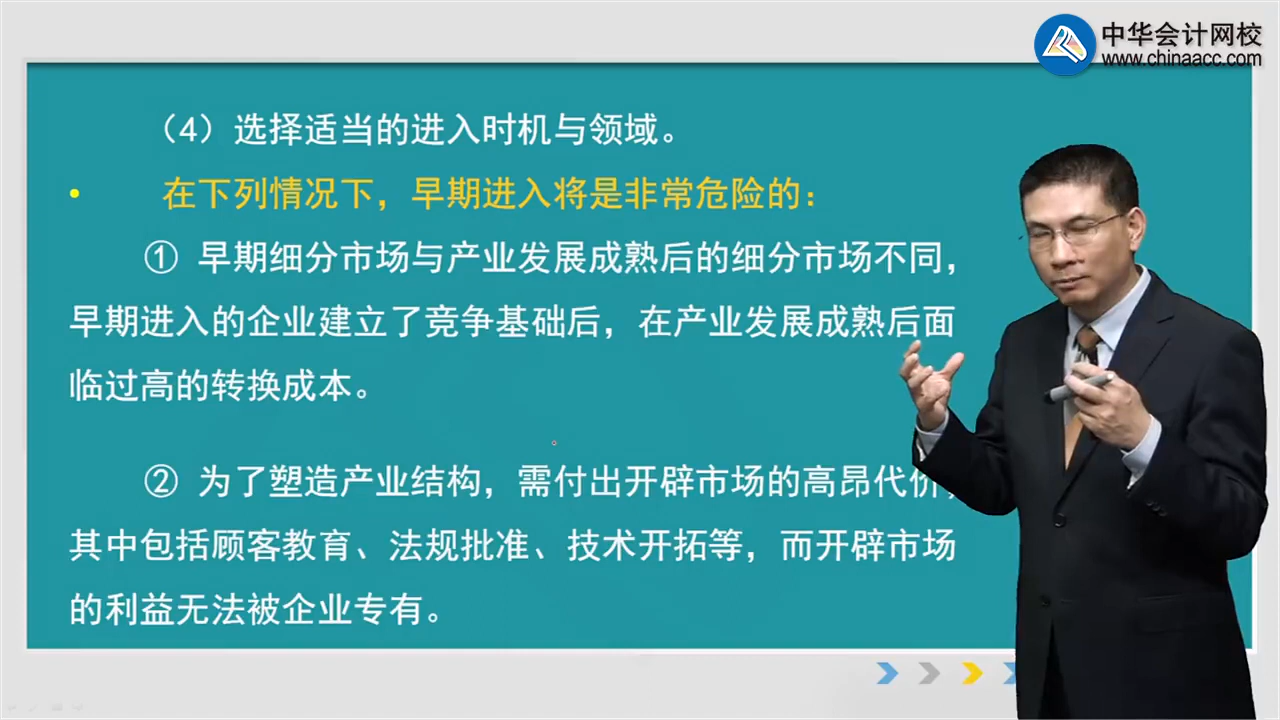 中华会计网校
www.chinaacc.com
（4）选择适当的进入时机与领域。
• 在下列情况下，早期进入将是非常危险的：
① 早期细分市场与产业发展成熟后的细分市场不同，
早期进入的企业建立了竞争基础后，在产业发展成熟后面
临过高的转换成本。
② 为了塑造产业结构，需付出开辟市场的高昂代价，
其中包括顾客教育、法规批准、技术开拓等，而开辟市场
的利益无法被企业专有。